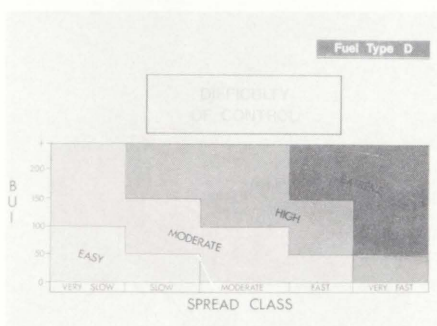 Fuel Type D
DIFFICULTY
OF CONTROL
B
U
I
+
200
150
100
50
0
EXTREME
HIGH
MODERATE
EASY
VERY SLOW
SLOW
MODERATE
FAST
VERY FAST
SPREAD CLASS